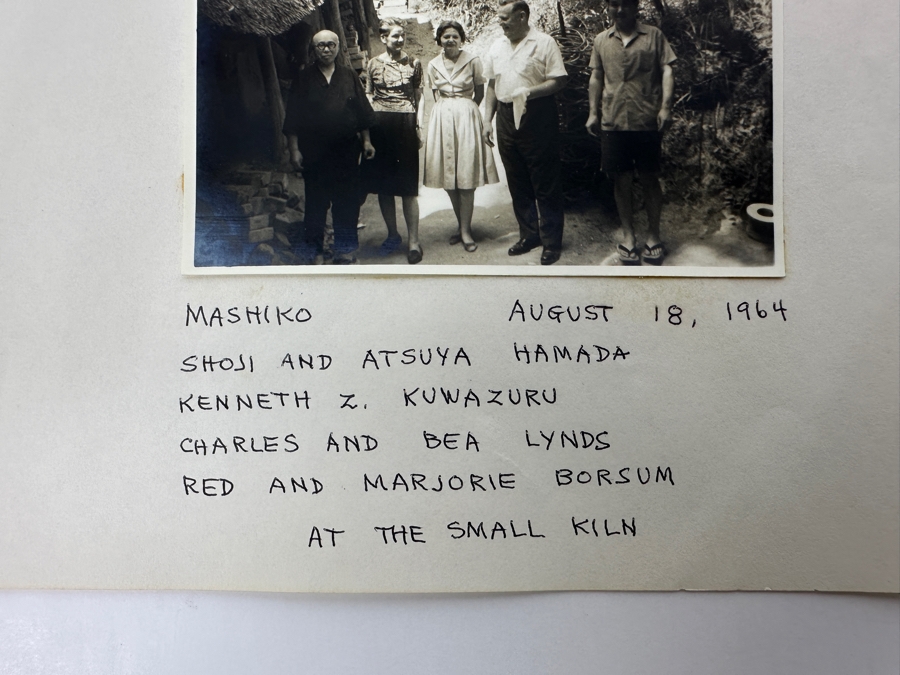 MASHIKO AUGUST 18, 1964
SHOJI AND ATSUYA HAMADA
KENNETH Z. KUWAZURU
CHARLES AND BEA LYNDS
RED AND MARJORIE BORSUM
AT THE SMALL KILN